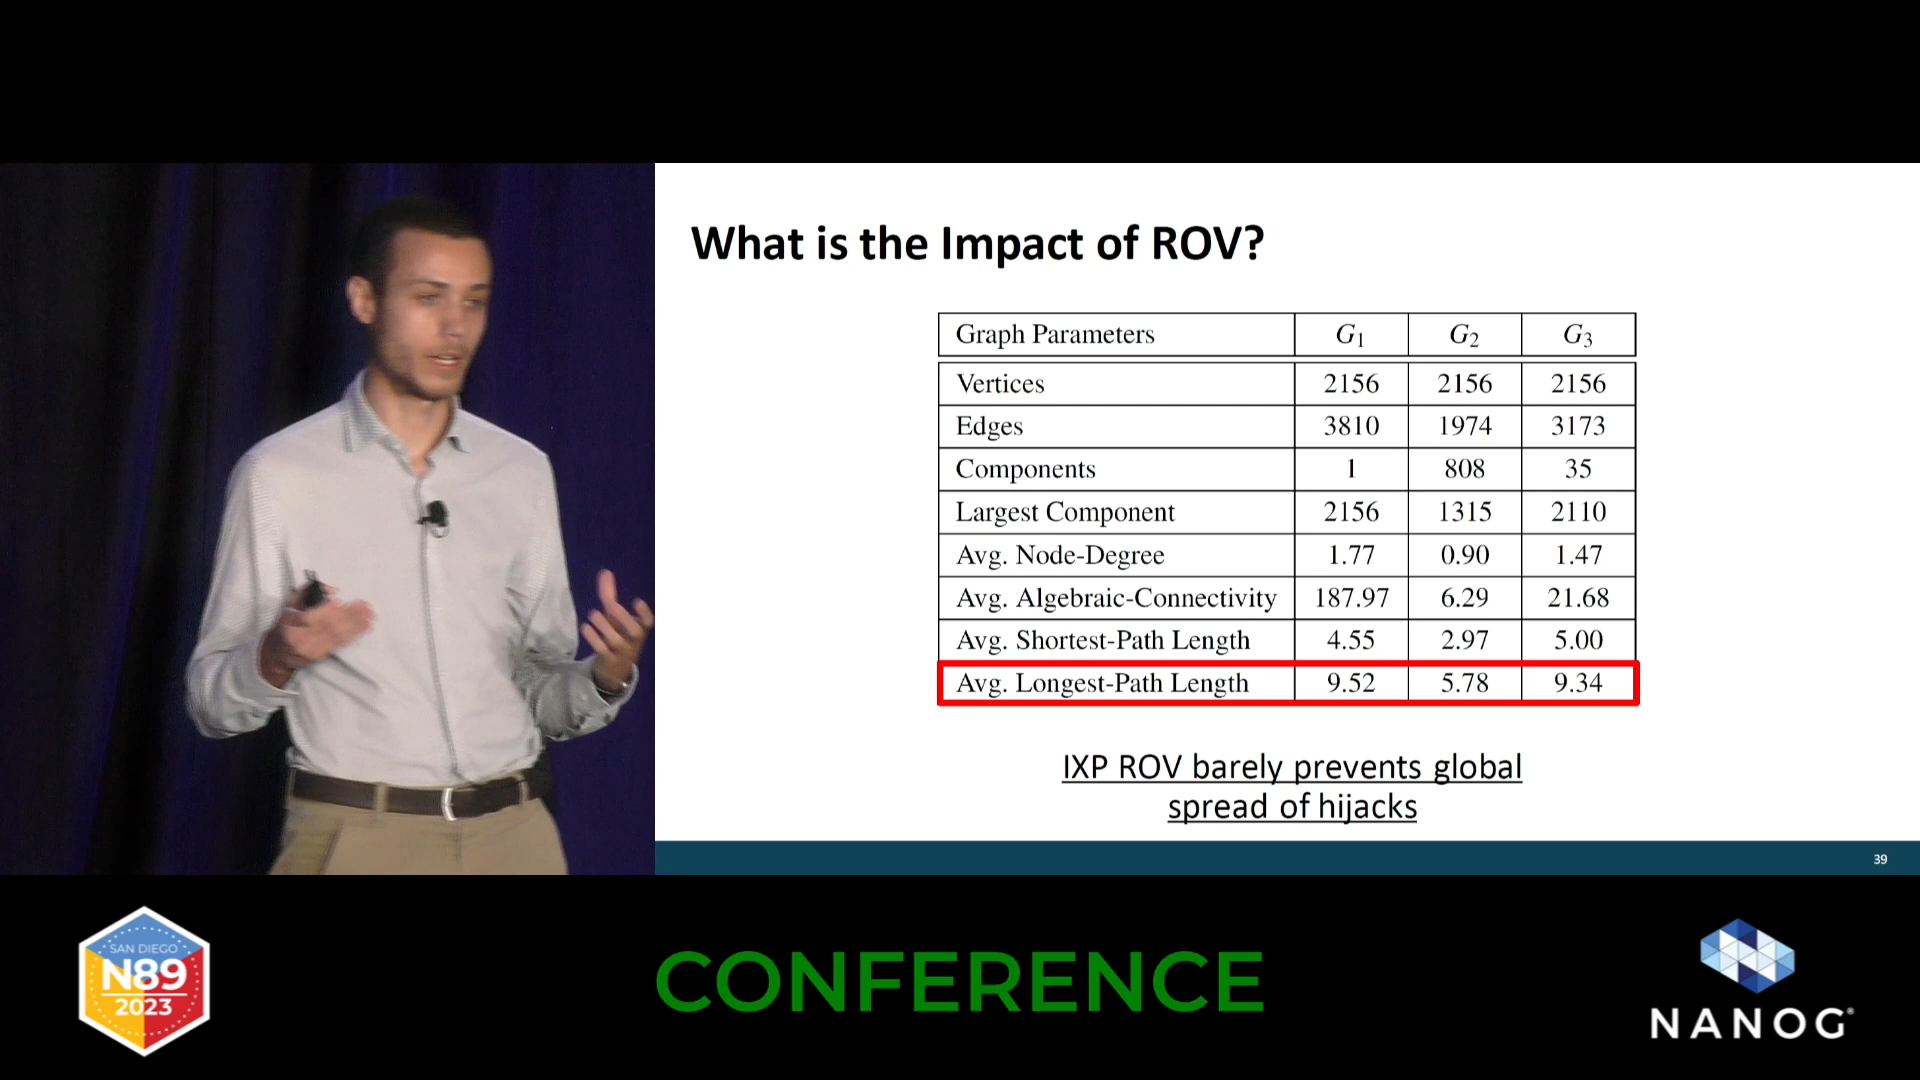 What is the Impact of ROV?
Graph Parameters G1 G2 G3
Vertices 2156 2156 2156
Edges 3810 1974 3173
Components 1 808 35
Largest Component 2156 1315 2110
Avg. Node-Degree 1.77 0.90 1.47
Avg. Algebraic-Connectivity 187.97 6.29 21.68
Avg. Shortest-Path Length 4.55 2.97 5.00
Avg. Longest-Path Length 9.52 5.78 9.34
IXP ROV barely prevents global
spread of hijacks
39
SAN DIEGO
N89
2023
CONFERENCE
NANOG®